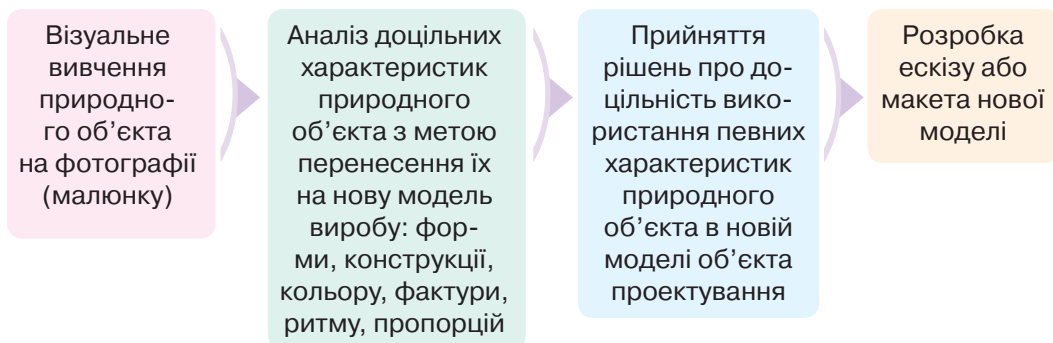 Візуальне
вивчення
природно-
го об’єкта
на фотографії
(малюнку)
Аналіз доцільних
характеристик
природного
об’єкта з метою
перенесення їх
на нову модель
виробу: фор-
ми, конструкції,
кольору, фактури,
ритму, пропорцій
Прийняття
рішень про до-
цільність вико-
ристання певних
характеристик
природного
об’єкта в новій
моделі об’єкта
проектування
Розробка
ескізу або
макета нової
моделі